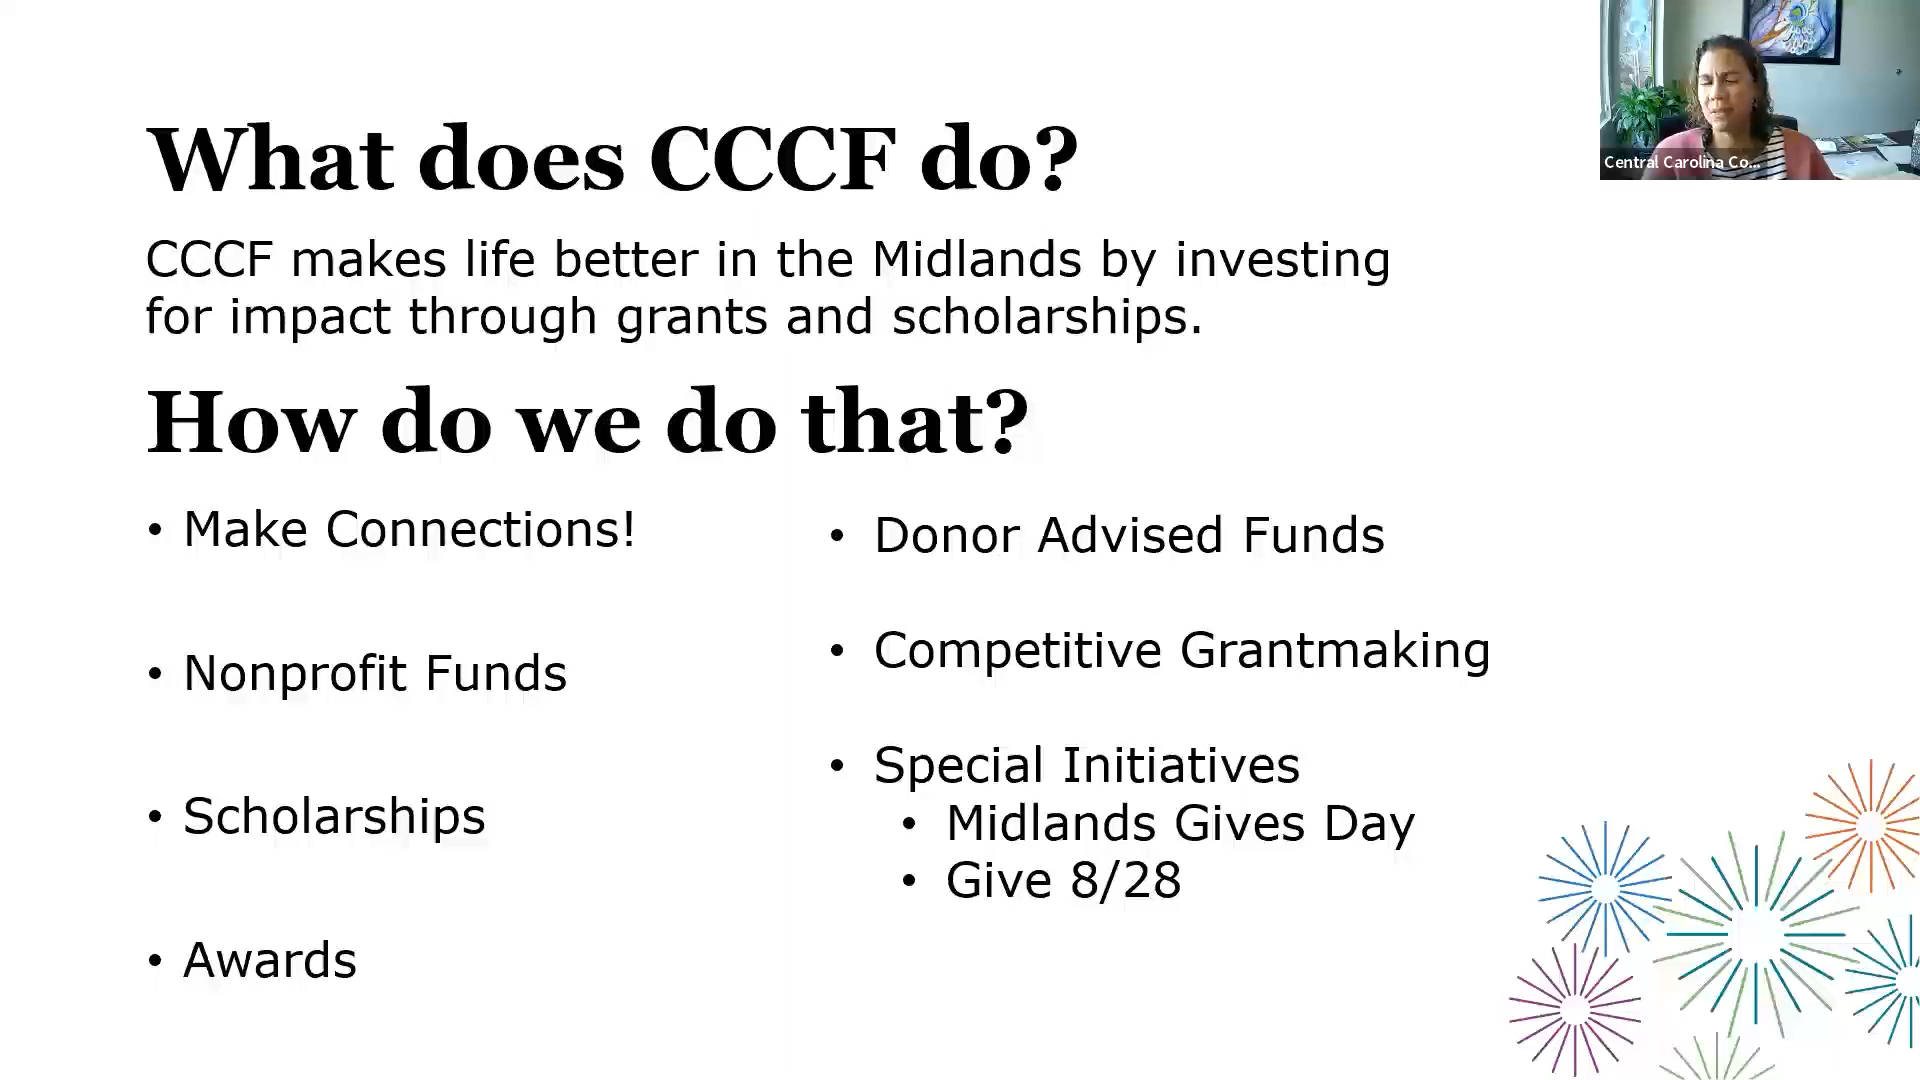 What does CCCF do?
CCCF makes life better in the Midlands by investing
for impact through grants and scholarships.
How do we do that?
• Make Connections!
• Nonprofit Funds
• Scholarships
• Awards
• Donor Advised Funds
• Competitive Grantmaking
• Special Initiatives
• Midlands Gives Day
• Give 8/28
Central Carolina Co...